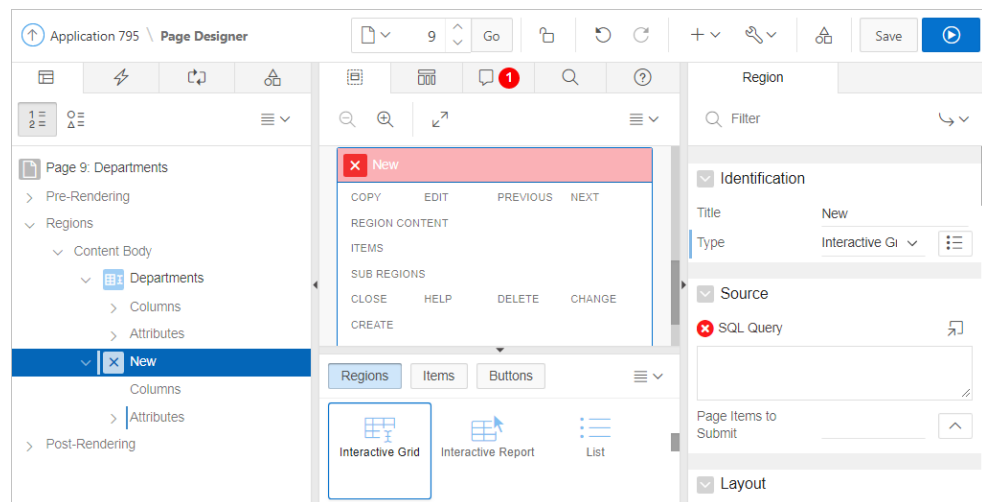 Application 795 \ Page Designer
9
Go
Save
1
Region
1 =
2 =
Filter
Page 9: Departments
Pre-Rendering
Regions
Content Body
Departments
Columns
Attributes
New
Columns
Attributes
Post-Rendering
New
COPY EDIT PREVIOUS NEXT
REGION CONTENT
ITEMS
SUB REGIONS
CLOSE HELP DELETE CHANGE
CREATE
Regions Items Buttons
Interactive Grid Interactive Report List
Identification
Title New
Type Interactive Gr
Source
SQL Query
Page Items to
Submit
Layout